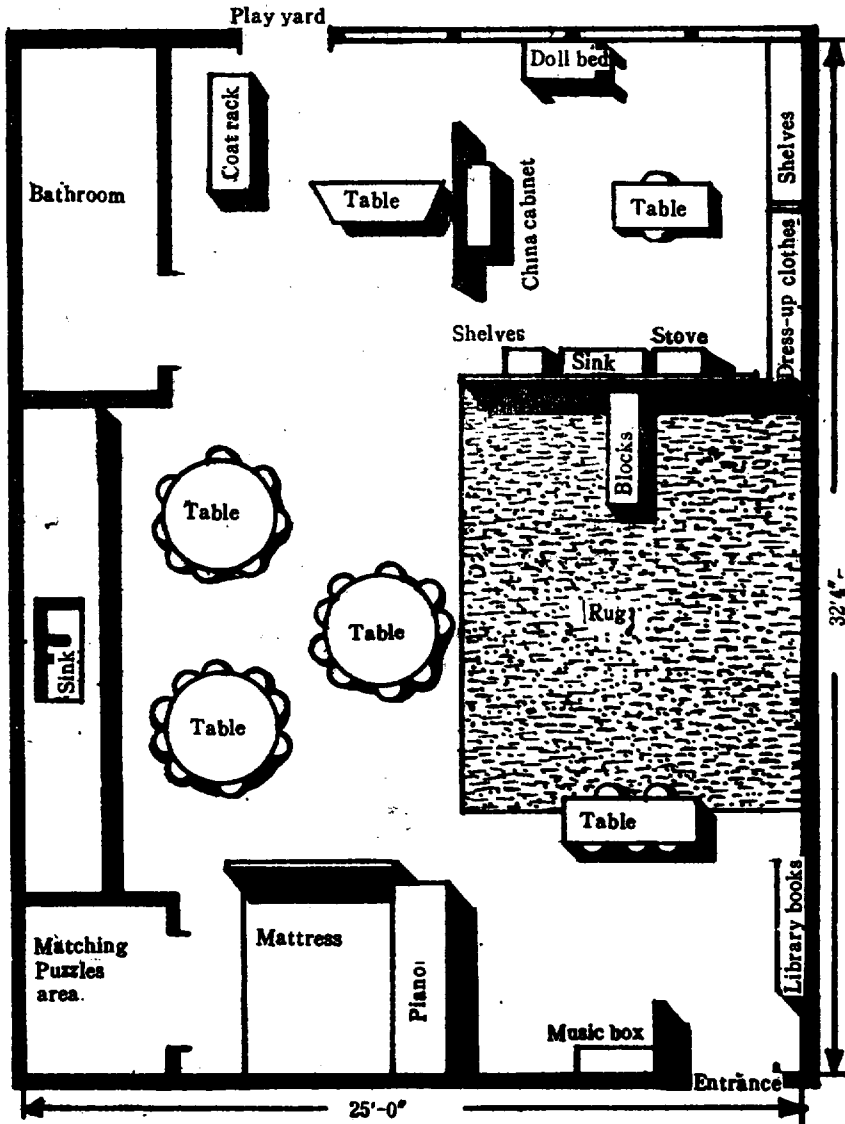 Play yard
Doll bed
Coat rack
Shelves
Bathroom
Table
China cabinet
Table
Dress-up clothes
Shelves
Sink
Stove
Blocks
Table
Rug
Table
32'4"
Sink
Table
Table
Library books
Mattress
Matching
Puzzles
area.
Piano
Music box
Entrance
25'-0"